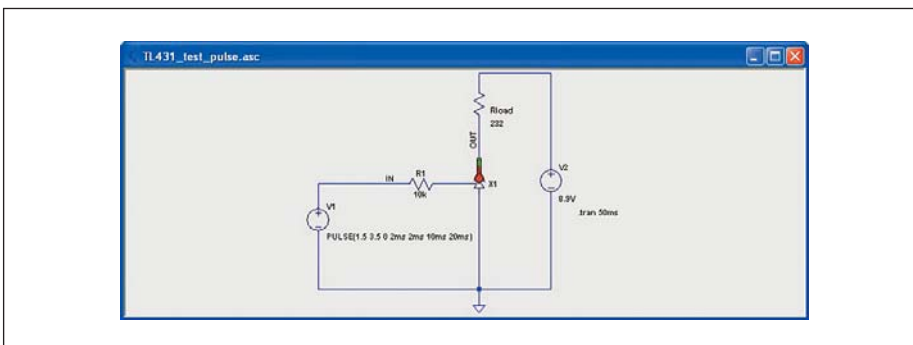 TL431_test_pulse.asc
Rload
232
OUT
IN
R1
10k
X1
V2
8.9V
.tran 50ms
V1
PULSE(1.5 3.5 0 2ms 2ms 10ms 20ms)